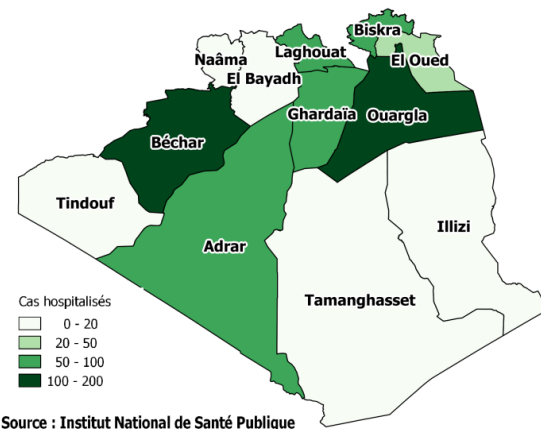 Biskra
Laghouat
Naâma
El Oued
El Bayadh
Ghardaïa
Ouargla
Béchar
Tindouf
Illizi
Adrar
Tamanghasset
Cas hospitalisés
0 - 20
20 - 50
50 - 100
100 - 200
Source : Institut National de Santé Publique